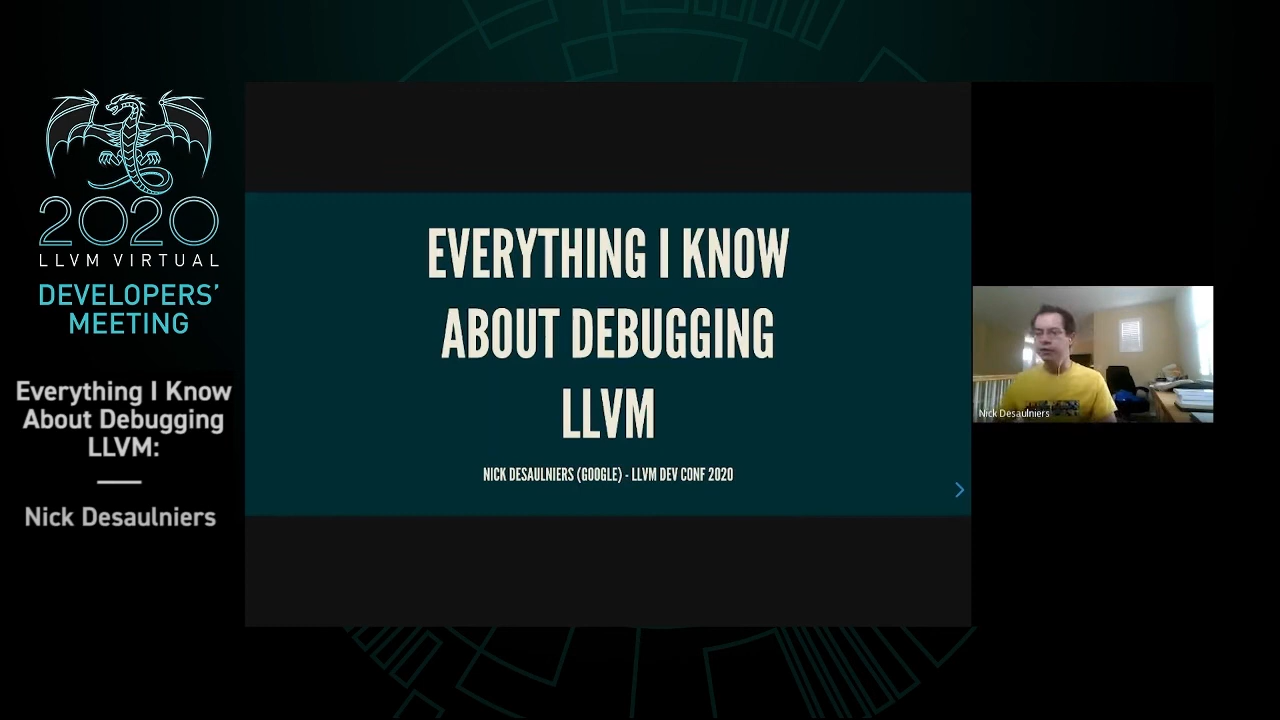 2020
LLVM VIRTUAL
DEVELOPERS'
MEETING
Everything I Know
About Debugging
LLVM:
Nick Desaulniers
EVERYTHING I KNOW
ABOUT DEBUGGING
LLVM
NICK DESAULNIERS (GOOGLE) - LLVM DEV CONF 2020
Nick Desaulniers